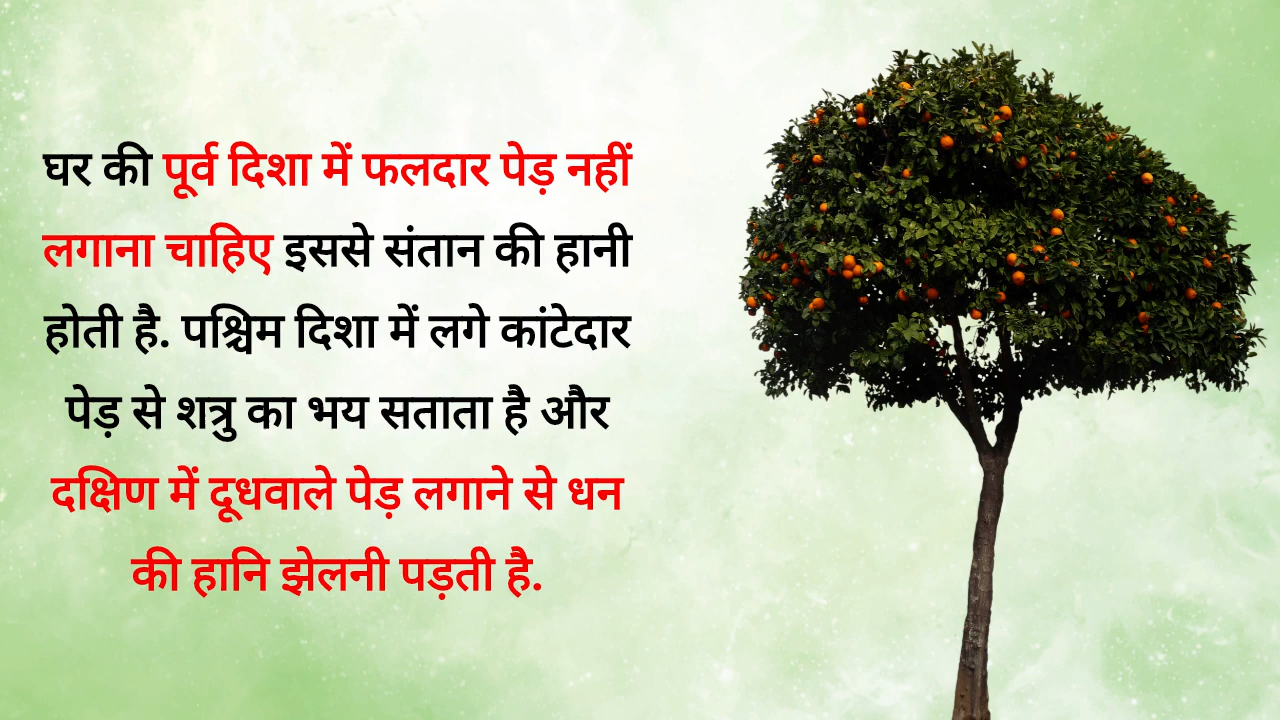 घर की पूर्व दिशा में फलदार पेड़ नहीं
लगाना चाहिए इससे संतान की हानी
होती है. पश्चिम दिशा में लगे कांटेदार
पेड़ से शत्रु का भय सताता है और
दक्षिण में दूधवाले पेड़ लगाने से धन
की हानि झेलनी पड़ती है.